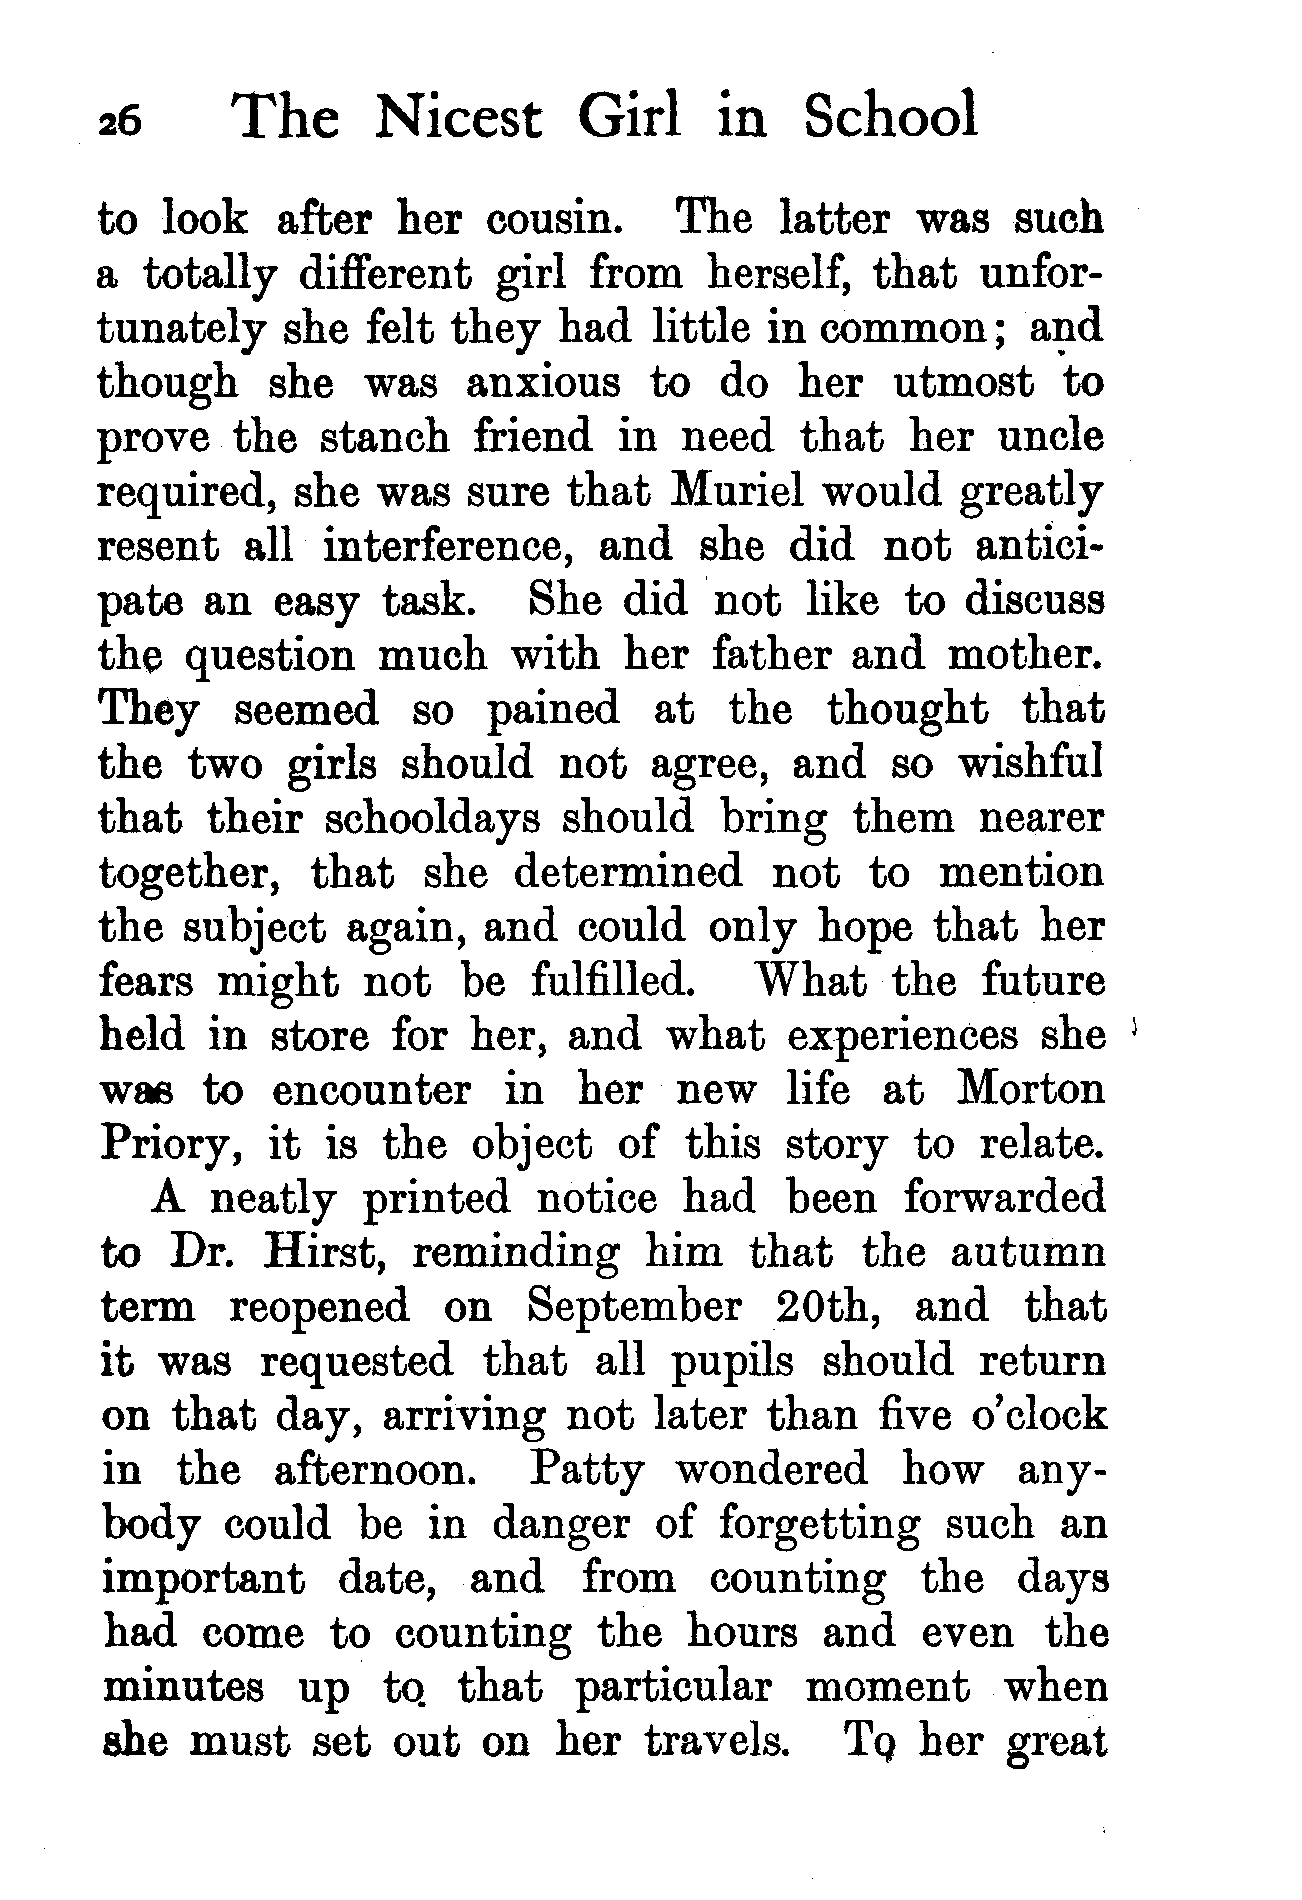 26 The Nicest Girl in School
to look after her cousin. The latter was such
a totally different girl from herself, that unfor-
tunately she felt they had little in common; and
though she was anxious to do her utmost to
prove the stanch friend in need that her uncle
required, she was sure that Muriel would greatly
resent all interference, and she did not antici-
pate an easy task. She did not like to discuss
the question much with her father and mother.
They seemed so pained at the thought that
the two girls should not agree, and so wishful
that their schooldays should bring them nearer
together, that she determined not to mention
the subject again, and could only hope that her
fears might not be fulfilled. What the future
held in store for her, and what experiences she
was to encounter in her new life at Morton
Priory, it is the object of this story to relate.
A neatly printed notice had been forwarded
to Dr. Hirst, reminding him that the autumn
term reopened on September 20th, and that
it was requested that all pupils should return
on that day, arriving not later than five o'clock
in the afternoon. Patty wondered how any-
body could be in danger of forgetting such an
important date, and from counting the days
had come to counting the hours and even the
minutes up to that particular moment when
she must set out on her travels. To her great